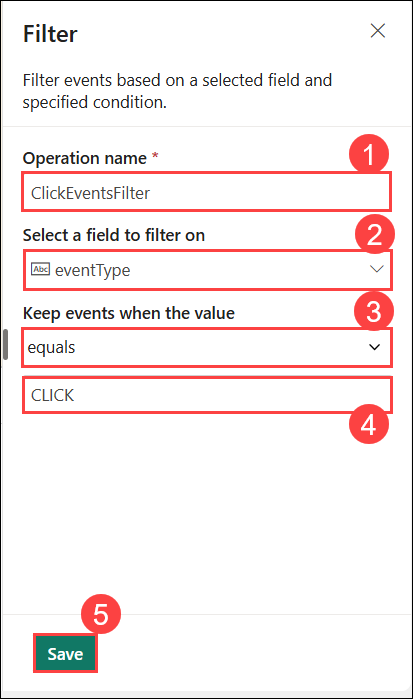 Filter
Filter events based on a selected field and
specified condition.
Operation name *
1
ClickEventsFilter
Select a field to filter on
2
Abc eventType
Keep events when the value
3
equals
CLICK
4
5
Save